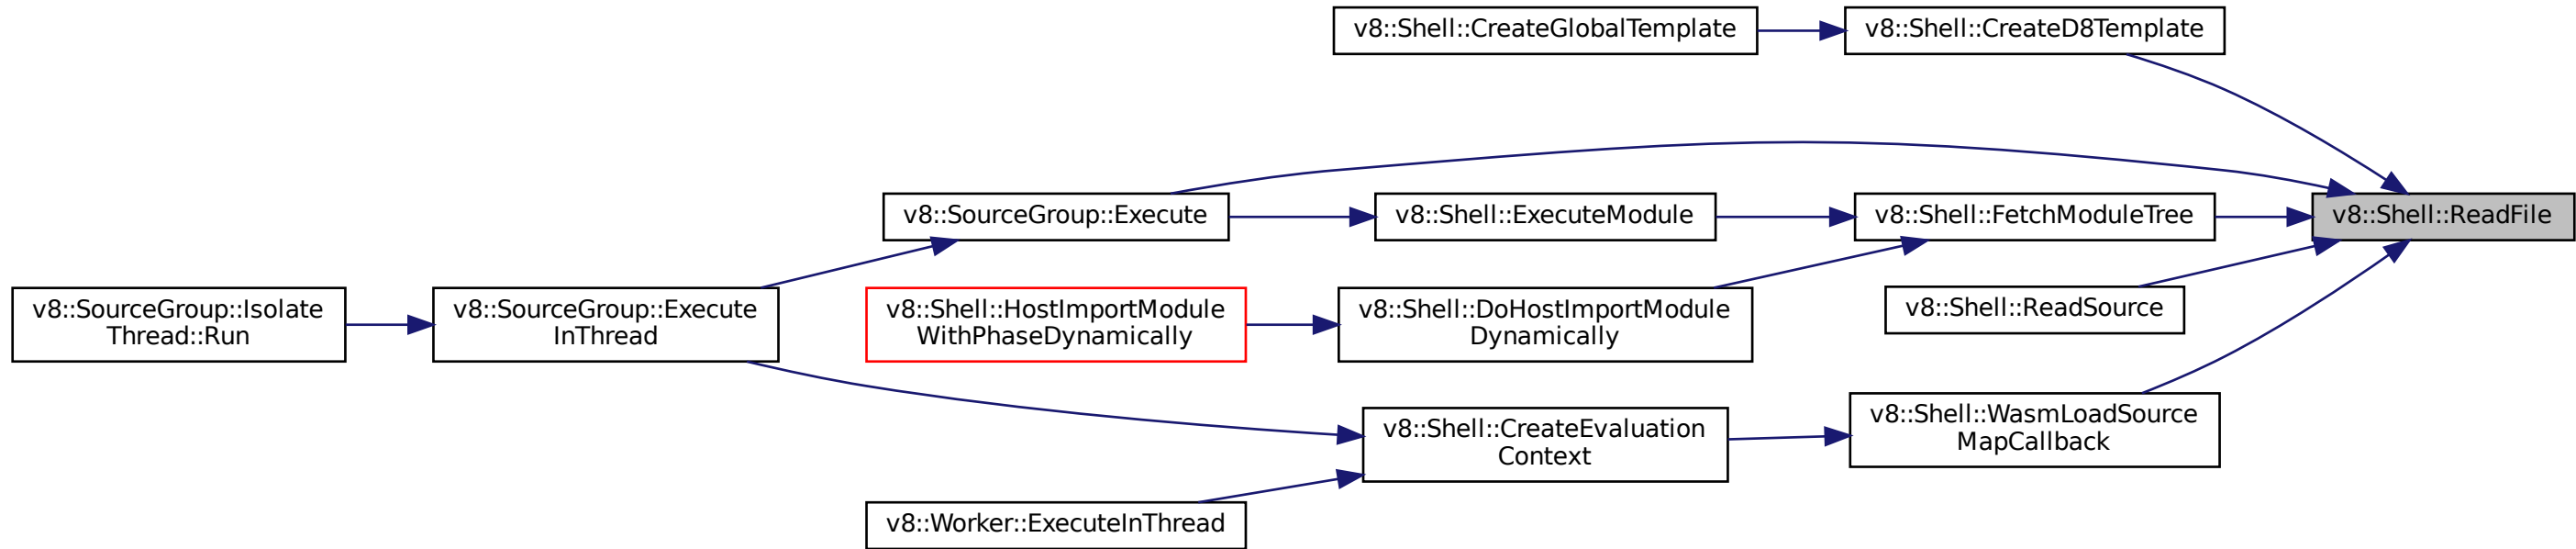 v8::Shell::CreateGlobalTemplate
v8::Shell::CreateD8Template
v8::SourceGroup::Execute
v8::Shell::ExecuteModule
v8::Shell::FetchModuleTree
v8::Shell::ReadFile
v8::SourceGroup::Isolate
Thread::Run
v8::SourceGroup::Execute
InThread
v8::Shell::HostImportModule
WithPhaseDynamically
v8::Shell::DoHostImportModule
Dynamically
v8::Shell::ReadSource
v8::Shell::CreateEvaluation
Context
v8::Shell::WasmLoadSource
MapCallback
v8::Worker::ExecuteInThread